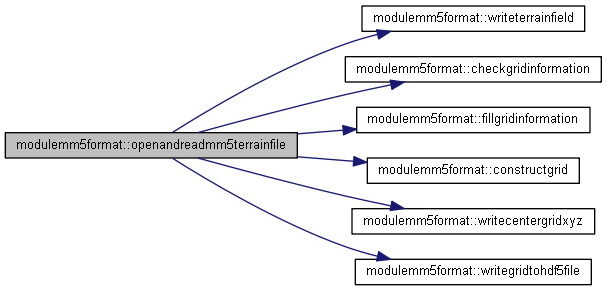 modulemm5format::writeterrainfield
modulemm5format::checkgridinformation
modulemm5format::fillgridinformation
modulemm5format::openandreadmm5terrainfile
modulemm5format::constructgrid
modulemm5format::writecentergridxyz
modulemm5format::writegridtohdf5file